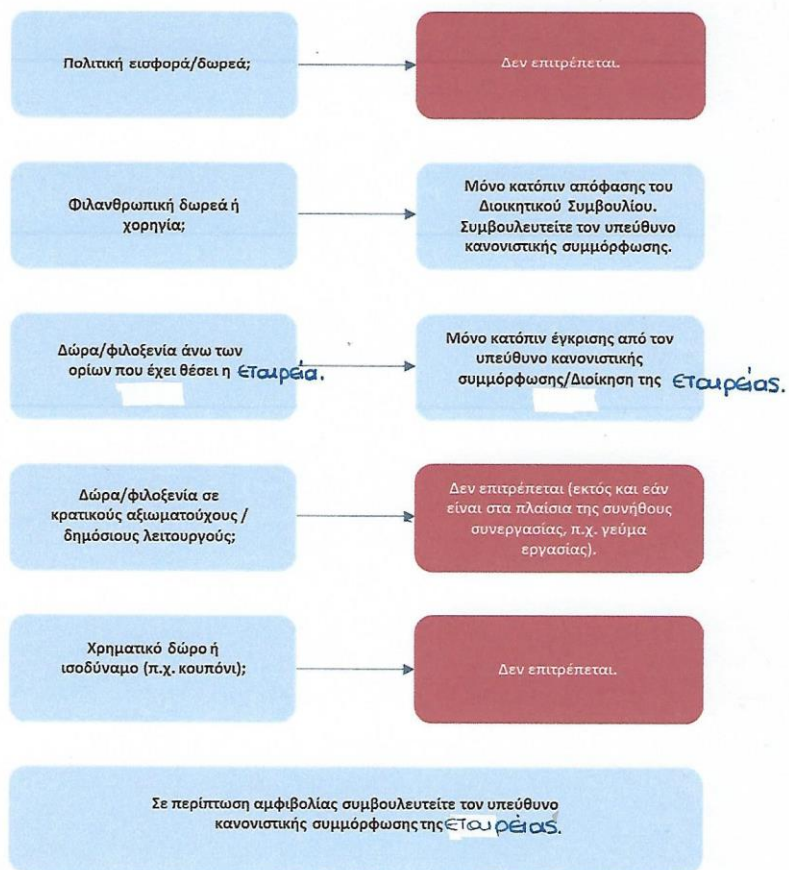 Πολιτική εισφορά/δωρεά;
Δεν επιτρέπεται.
Φιλανθρωπική δωρεά ή
χορηγία;
Μόνο κατόπιν απόφασης του
Διοικητικού Συμβουλίου.
Συμβουλευτείτε τον υπεύθυνο
κανονιστικής συμμόρφωσης.
Δώρα/φιλοξενία άνω των
ορίων που έχει θέσει η εταιρεία.
Μόνο κατόπιν έγκρισης από τον
υπεύθυνο κανονιστικής
συμμόρφωσης/Διοίκηση της εταιρείας.
Δώρα/φιλοξενία σε
κρατικούς αξιωματούχους /
δημόσιους λειτουργούς;
Δεν επιτρέπεται (εκτός και εάν
είναι στα πλαίσια της συνήθους
συνεργασίας, π.χ. γεύμα
εργασίας).
Χρηματικό δώρο ή
ισοδύναμο (π.χ. κουπόνι);
Δεν επιτρέπεται.
Σε περίπτωση αμφιβολίας συμβουλευτείτε τον υπεύθυνο
κανονιστικής συμμόρφωσης της εταιρείας.